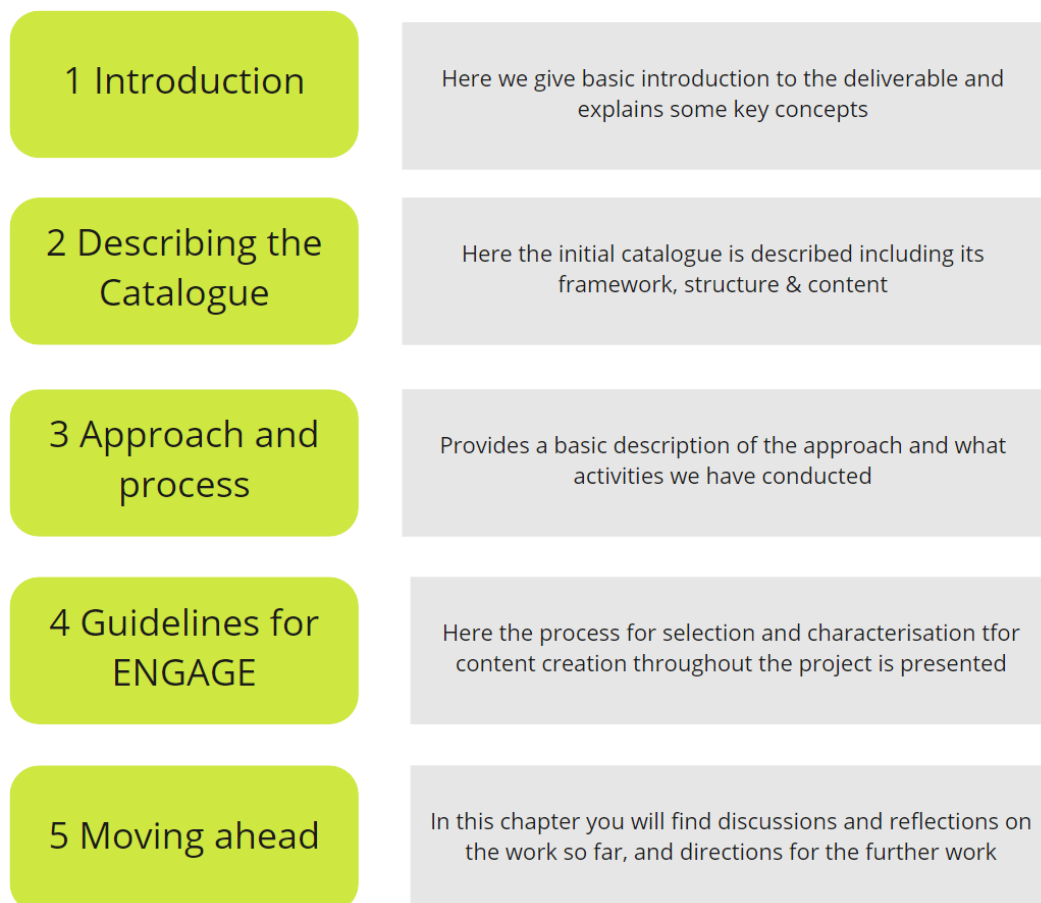 1 Introduction
Here we give basic introduction to the deliverable and
explains some key concepts
2 Describing the
Catalogue
Here the initial catalogue is described including its
framework, structure & content
3 Approach and
process
Provides a basic description of the approach and what
activities we have conducted
4 Guidelines for
ENGAGE
Here the process for selection and characterisation tfor
content creation throughout the project is presented
5 Moving ahead
In this chapter you will find discussions and reflections on
the work so far, and directions for the further work